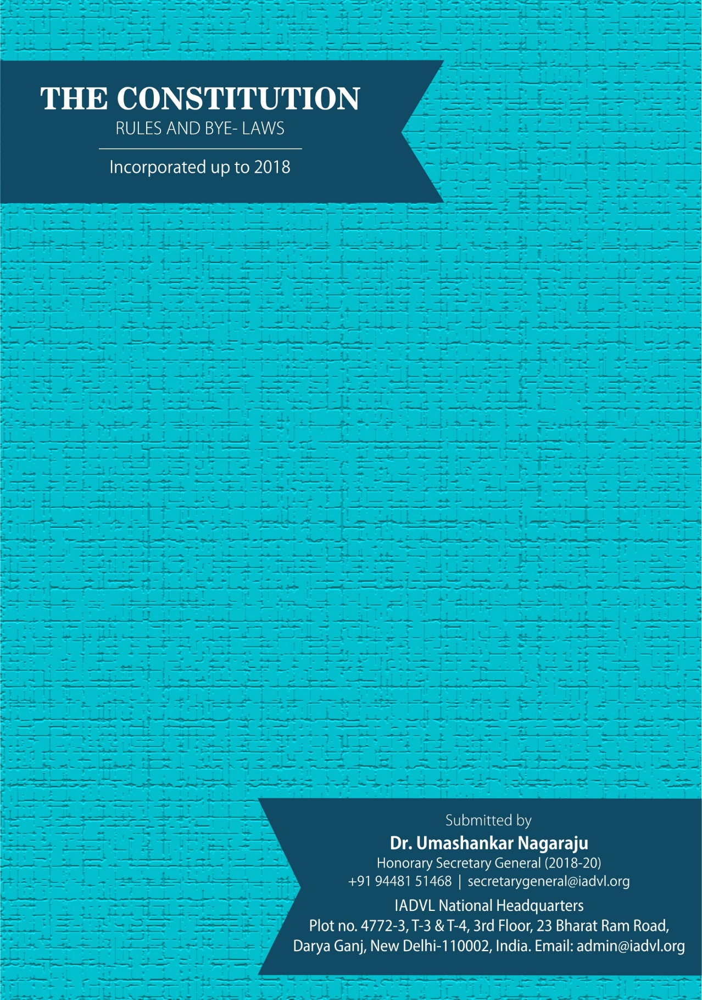 THE CONSTITUTION
RULES AND BYE- LAWS
Incorporated up to 2018
Submitted by
Dr. Umashankar Nagaraju
Honorary Secretary General (2018-20)
+91 94481 51468 | secretarygeneral@iadvl.org
IADVL National Headquarters
Plot no. 4772-3, T-3 & T-4, 3rd Floor, 23 Bharat Ram Road,
Darya Ganj, New Delhi-110002, India. Email: admin@iadvl.org